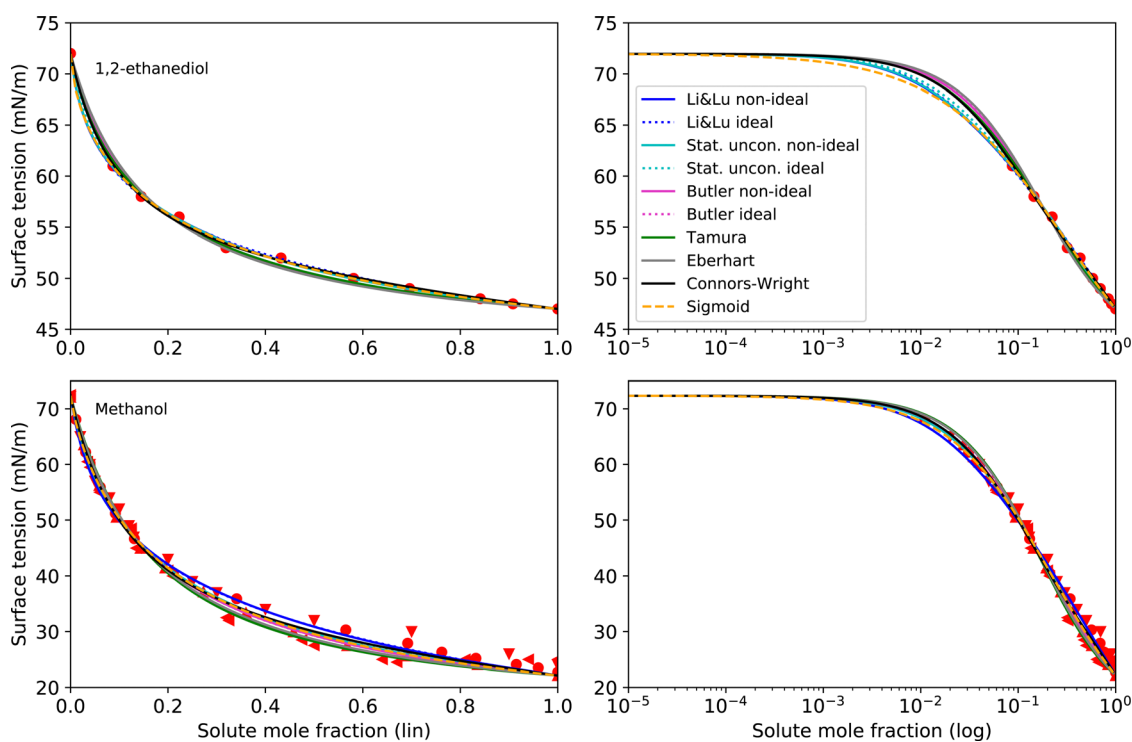 75
70
65
60
55
50
45
Surface tension (mN/m)
1,2-ethanediol
0.0 0.2 0.4 0.6 0.8 1.0
75
70
65
60
55
50
45
Li&Lu non-ideal
Li&Lu ideal
Stat. uncon. non-ideal
Stat. uncon. ideal
Butler non-ideal
Butler ideal
Tamura
Eberhart
Connors-Wright
Sigmoid
10⁻⁵ 10⁻⁴ 10⁻³ 10⁻² 10⁻¹ 10⁰
70
60
50
40
30
20
Surface tension (mN/m)
Methanol
0.0 0.2 0.4 0.6 0.8 1.0
Solute mole fraction (lin)
70
60
50
40
30
20
10⁻⁵ 10⁻⁴ 10⁻³ 10⁻² 10⁻¹ 10⁰
Solute mole fraction (log)